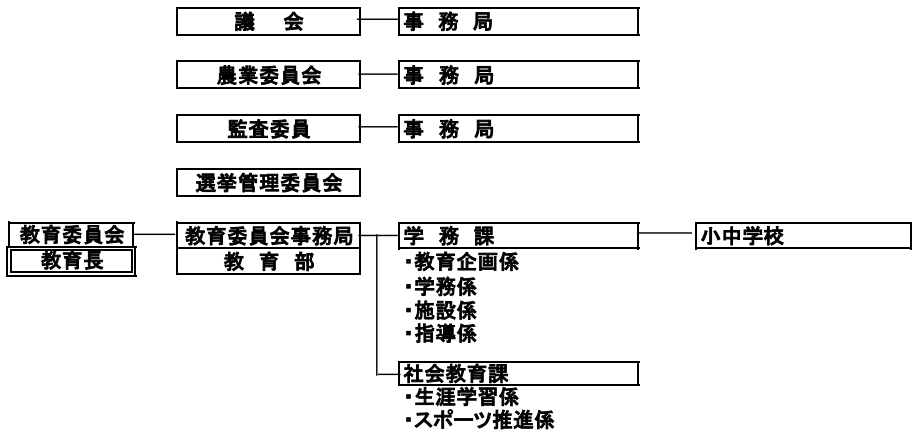 議　会
事 務 局
農業委員会
事 務 局
監査委員
事 務 局
選挙管理委員会
教育委員会
教育長
教育委員会事務局
教 育 部
学 務 課
・教育企画係
・学務係
・施設係
・指導係
小中学校
社会教育課
・生涯学習係
・スポーツ推進係